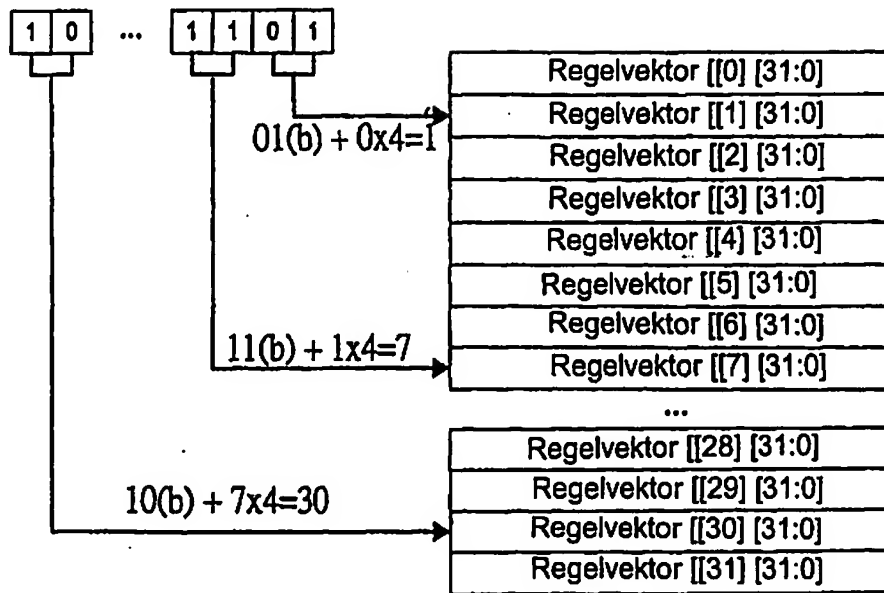 1 0 ... 1 1 0 1
Regelvektor [[0] [31:0]
Regelvektor [[1] [31:0]
01(b) + 0x4=1
Regelvektor [[2] [31:0]
Regelvektor [[3] [31:0]
Regelvektor [[4] [31:0]
Regelvektor [[5] [31:0]
Regelvektor [[6] [31:0]
11(b) + 1x4=7
Regelvektor [[7] [31:0]
...
Regelvektor [[28] [31:0]
10(b) + 7x4=30
Regelvektor [[29] [31:0]
Regelvektor [[30] [31:0]
Regelvektor [[31] [31:0]